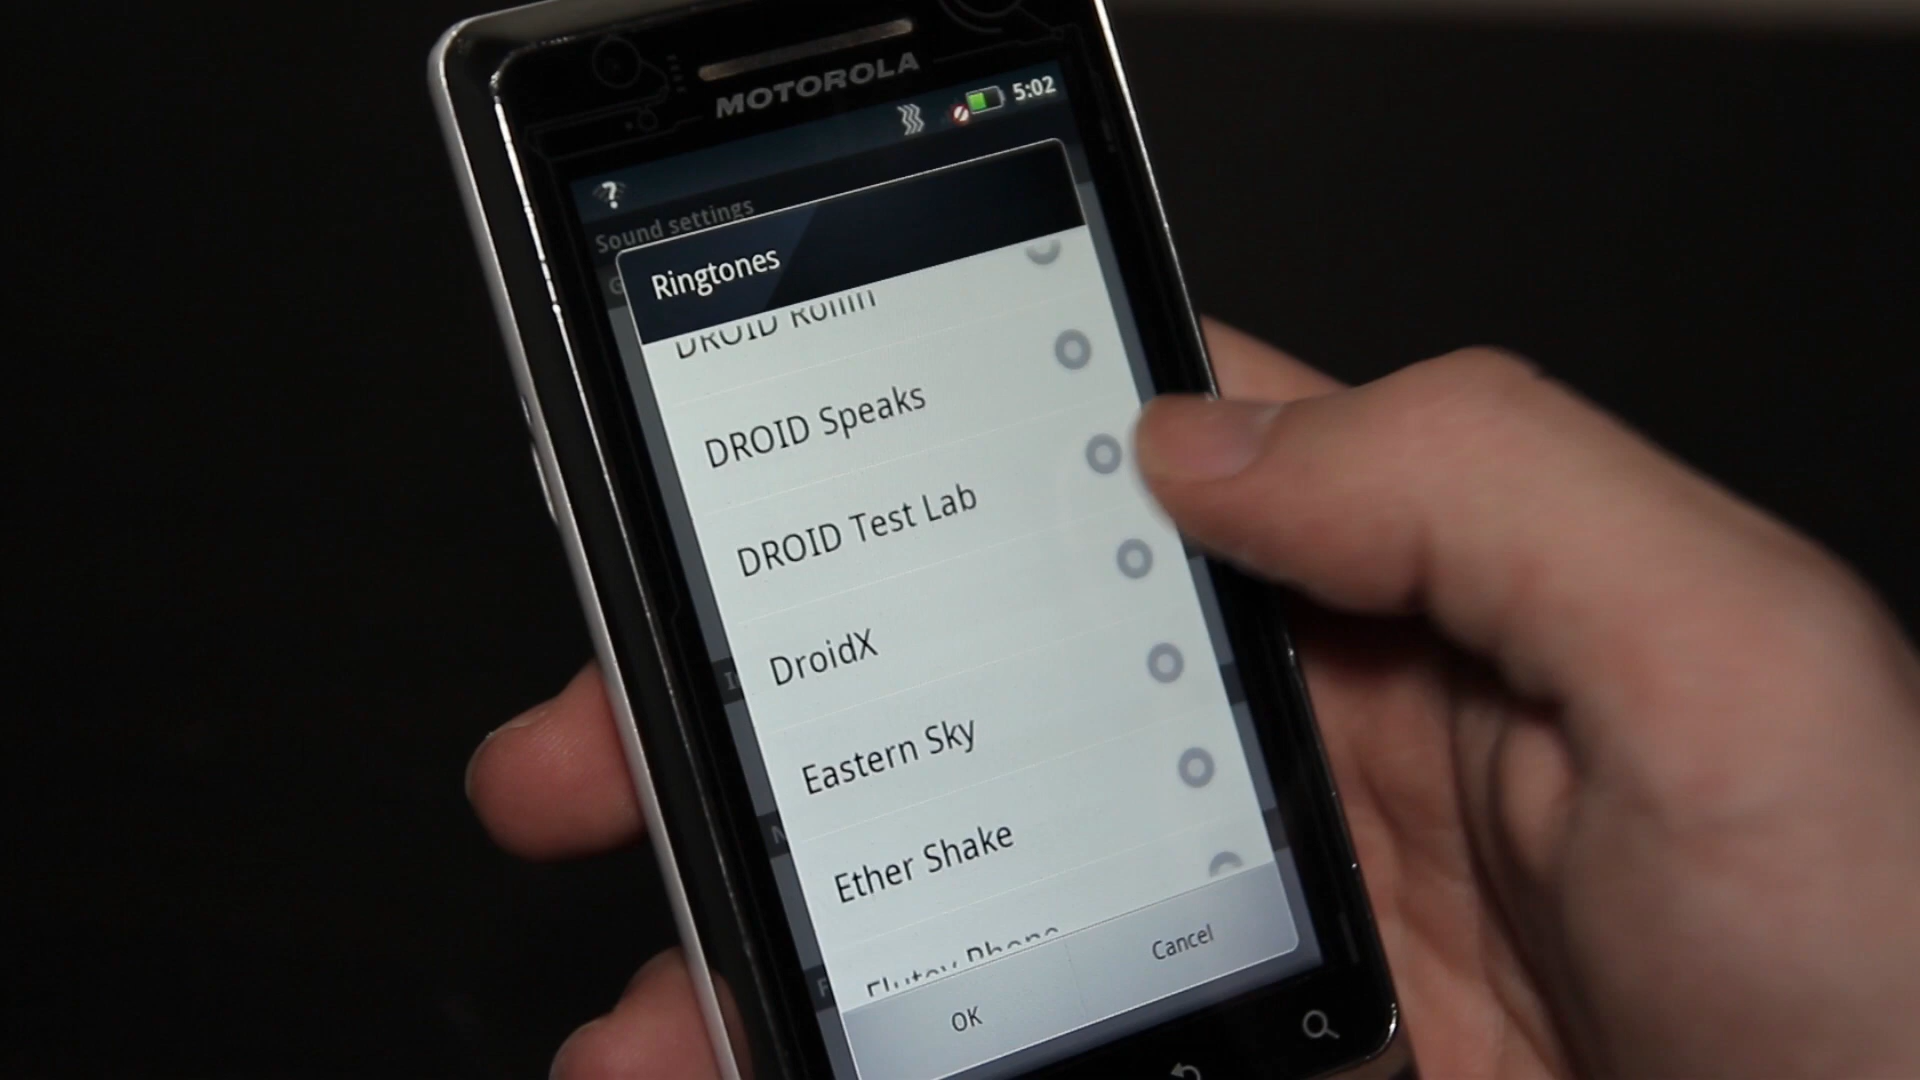 MOTOROLA
5:02
Sound settings
Ringtones
DROID Rollin
DROID Speaks
DROID Test Lab
DroidX
Eastern Sky
Ether Shake
Flutey Phone
OK
Cancel